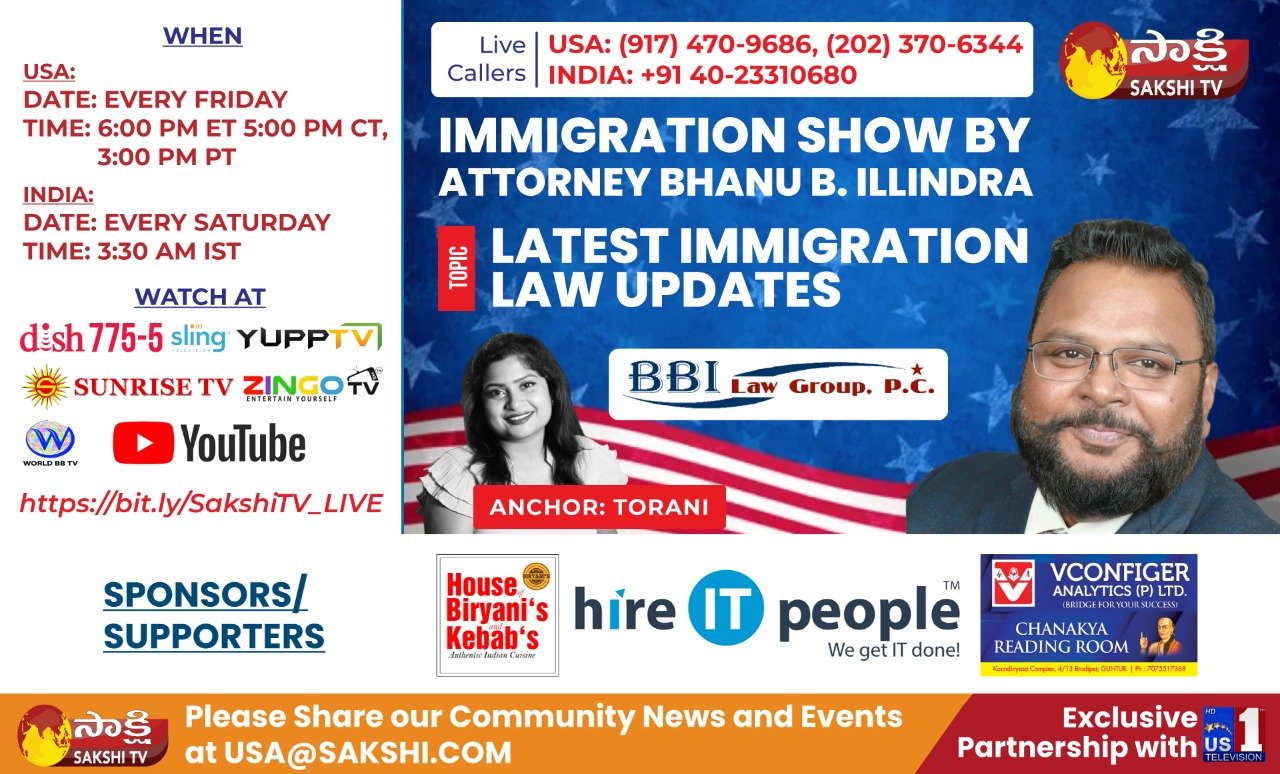 WHEN
USA:
DATE: EVERY FRIDAY
TIME: 6:00 PM ET 5:00 PM CT,
3:00 PM PT
INDIA:
DATE: EVERY SATURDAY
TIME: 3:30 AM IST
WATCH AT
dish 775-5
sling
TELEVISION
YUPPTV
SUNRISE TV
ZINGO TV
ENTERTAIN YOURSELF
W
WORLD BB TV
YouTube
https://bit.ly/SakshiTV_LIVE
Live
Callers
USA: (917) 470-9686, (202) 370-6344
INDIA: +91 40-23310680
సాక్షి
SAKSHI TV
IMMIGRATION SHOW BY
ATTORNEY BHANU B. ILLINDRA
TOPIC
LATEST IMMIGRATION
LAW UPDATES
BBI Law Group, P.C.
ANCHOR: TORANI
SPONSORS/
SUPPORTERS
House of
BIRYANI'S
Biryani's
and
Kebab's
Authentic Indian Cuisine
hire IT people TM
We get IT done!
V
VCONFIGER
ANALYTICS (P) LTD.
(BRIDGE FOR YOUR SUCCESS)
CHANAKYA
READING ROOM
Koundinyasa Complex, 4/13 Brodipet, GUNTUR. | Ph : 7075517368
సాక్షి
SAKSHI TV
Please Share our Community News and Events
at USA@SAKSHI.COM
Exclusive
Partnership with
HD
US 1
TELEVISION